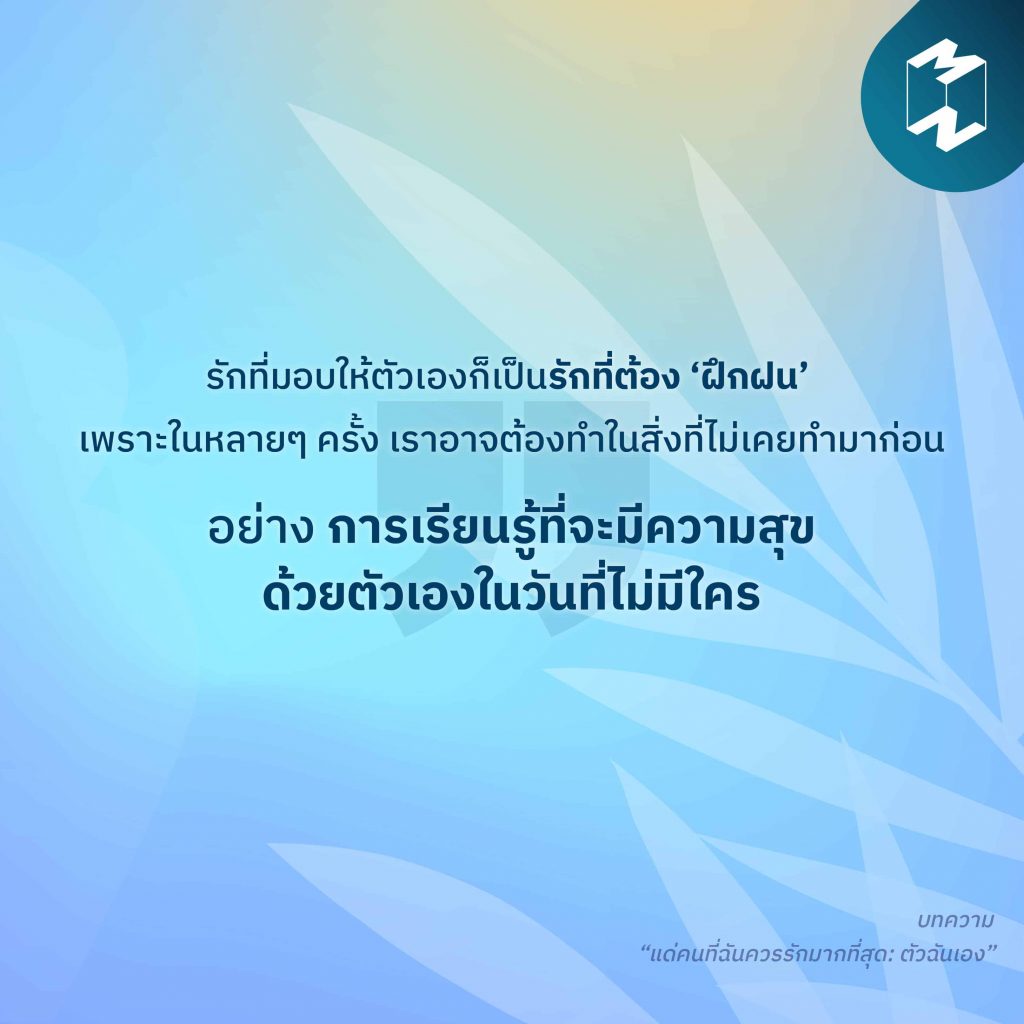 รักที่มอบให้ตัวเองก็เป็นรักที่ต้อง ‘ฝึกฝน’
เพราะในหลายๆ ครั้ง เราอาจต้องทำในสิ่งที่ไม่เคยทำมาก่อน
อย่าง การเรียนรู้ที่จะมีความสุข
ด้วยตัวเองในวันที่ไม่มีใคร
บทความ
“แด่คนที่ฉันควรรักมากที่สุด: ตัวฉันเอง”